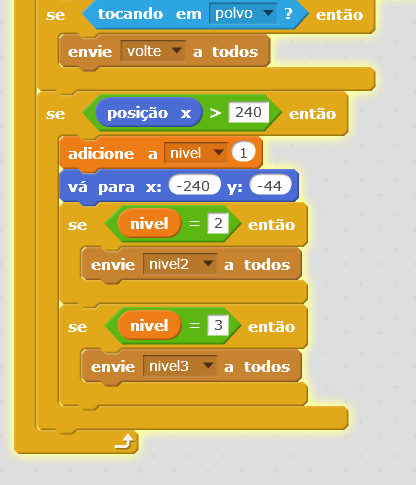 se tocando em polvo ? então
envie volte a todos
se posição x > 240 então
adicione a nivel 1
vá para x: -240 y: -44
se nivel = 2 então
envie nivel2 a todos
se nivel = 3 então
envie nivel3 a todos